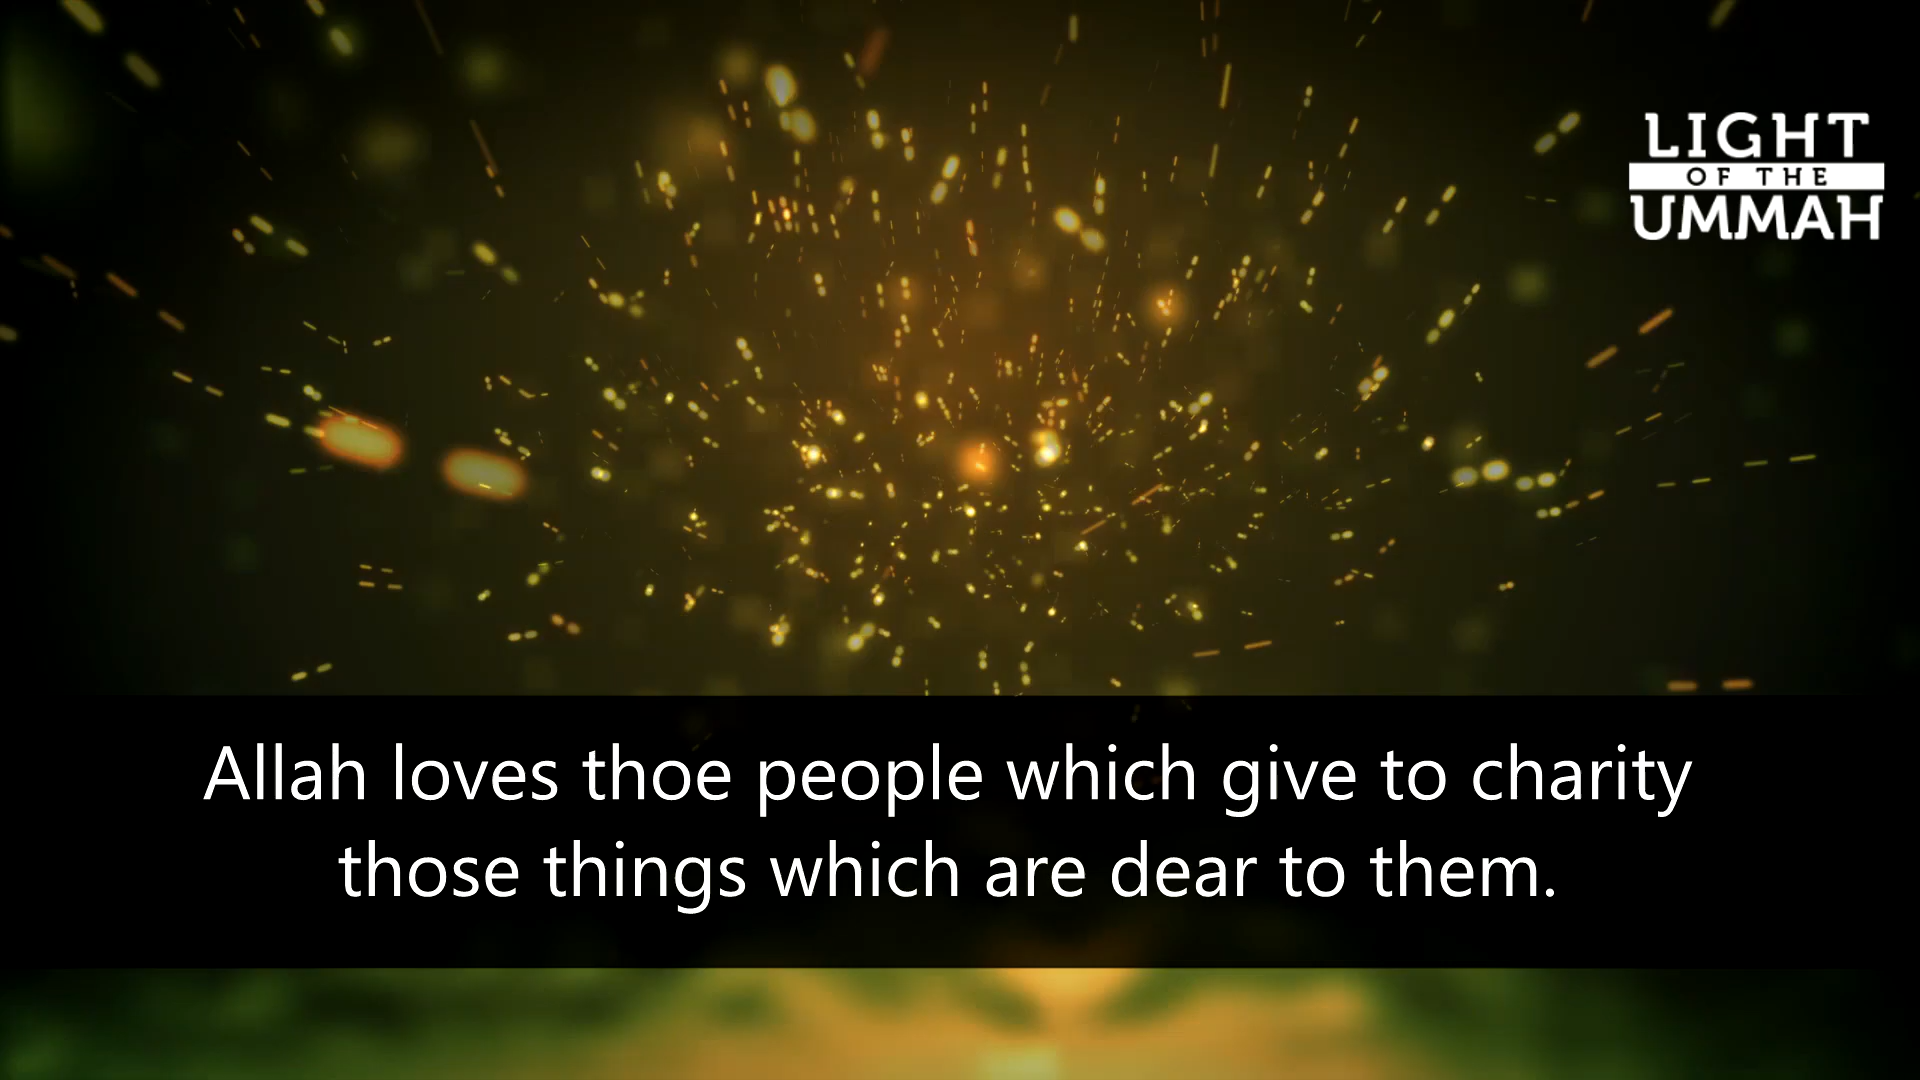 LIGHT
OF THE
UMMAH
Allah loves thoe people which give to charity
those things which are dear to them.